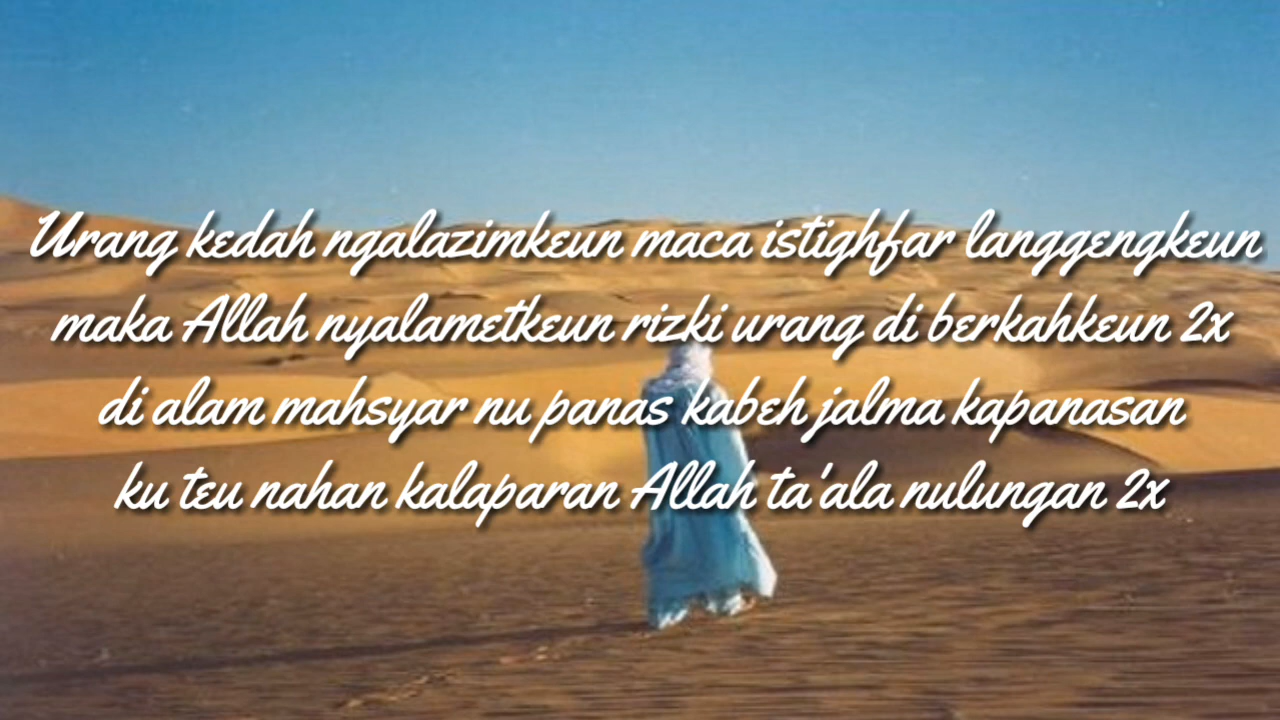 Urang kedah ngalazimkeun maca istighfar langgengkeun
maka Allah nyalametkeun rizki urang di berkahkeun 2x
di alam mahsyar nu panas kabeh jalma kapanasan
ku teu nahan kalaparan Allah ta'ala nulungan 2x